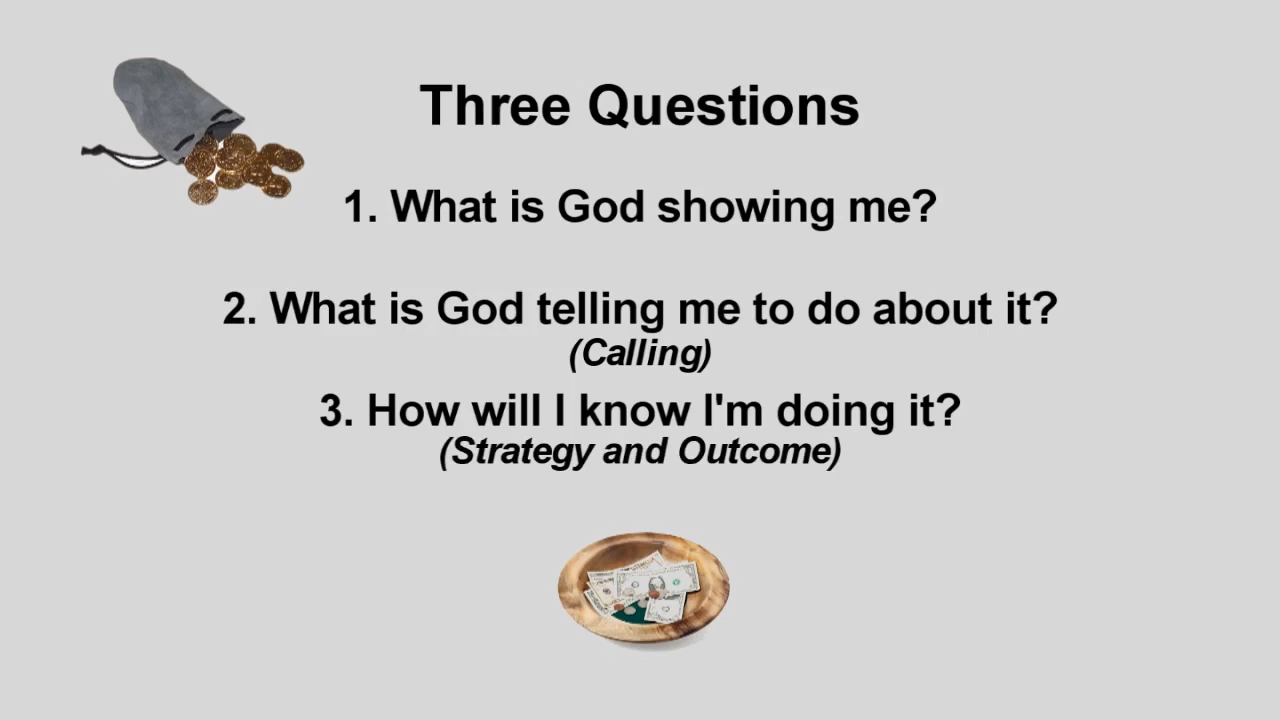 Three Questions
1. What is God showing me?
2. What is God telling me to do about it?
(Calling)
3. How will I know I'm doing it?
(Strategy and Outcome)